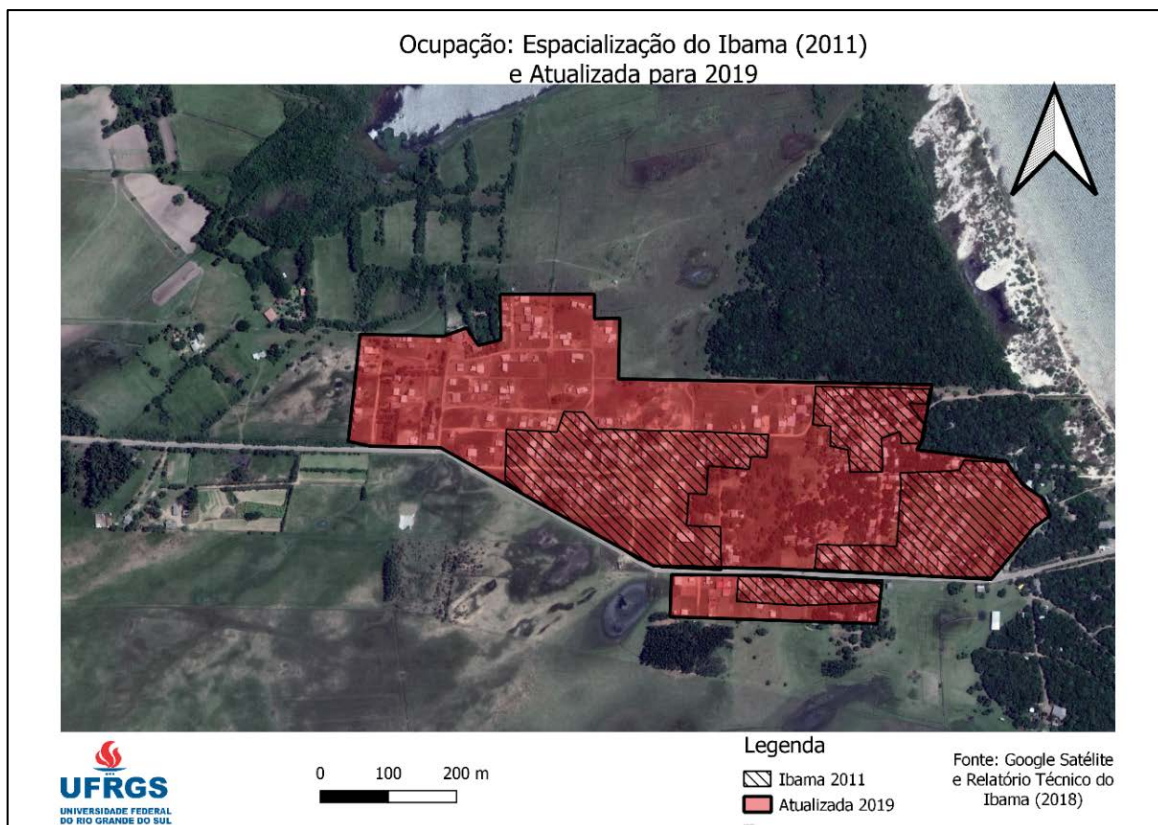 Ocupação: Espacialização do Ibama (2011)
e Atualizada para 2019
UFRGS
UNIVERSIDADE FEDERAL
DO RIO GRANDE DO SUL
0 100 200 m
Legenda
Ibama 2011
Atualizada 2019
Fonte: Google Satélite
e Relatório Técnico do
Ibama (2018)